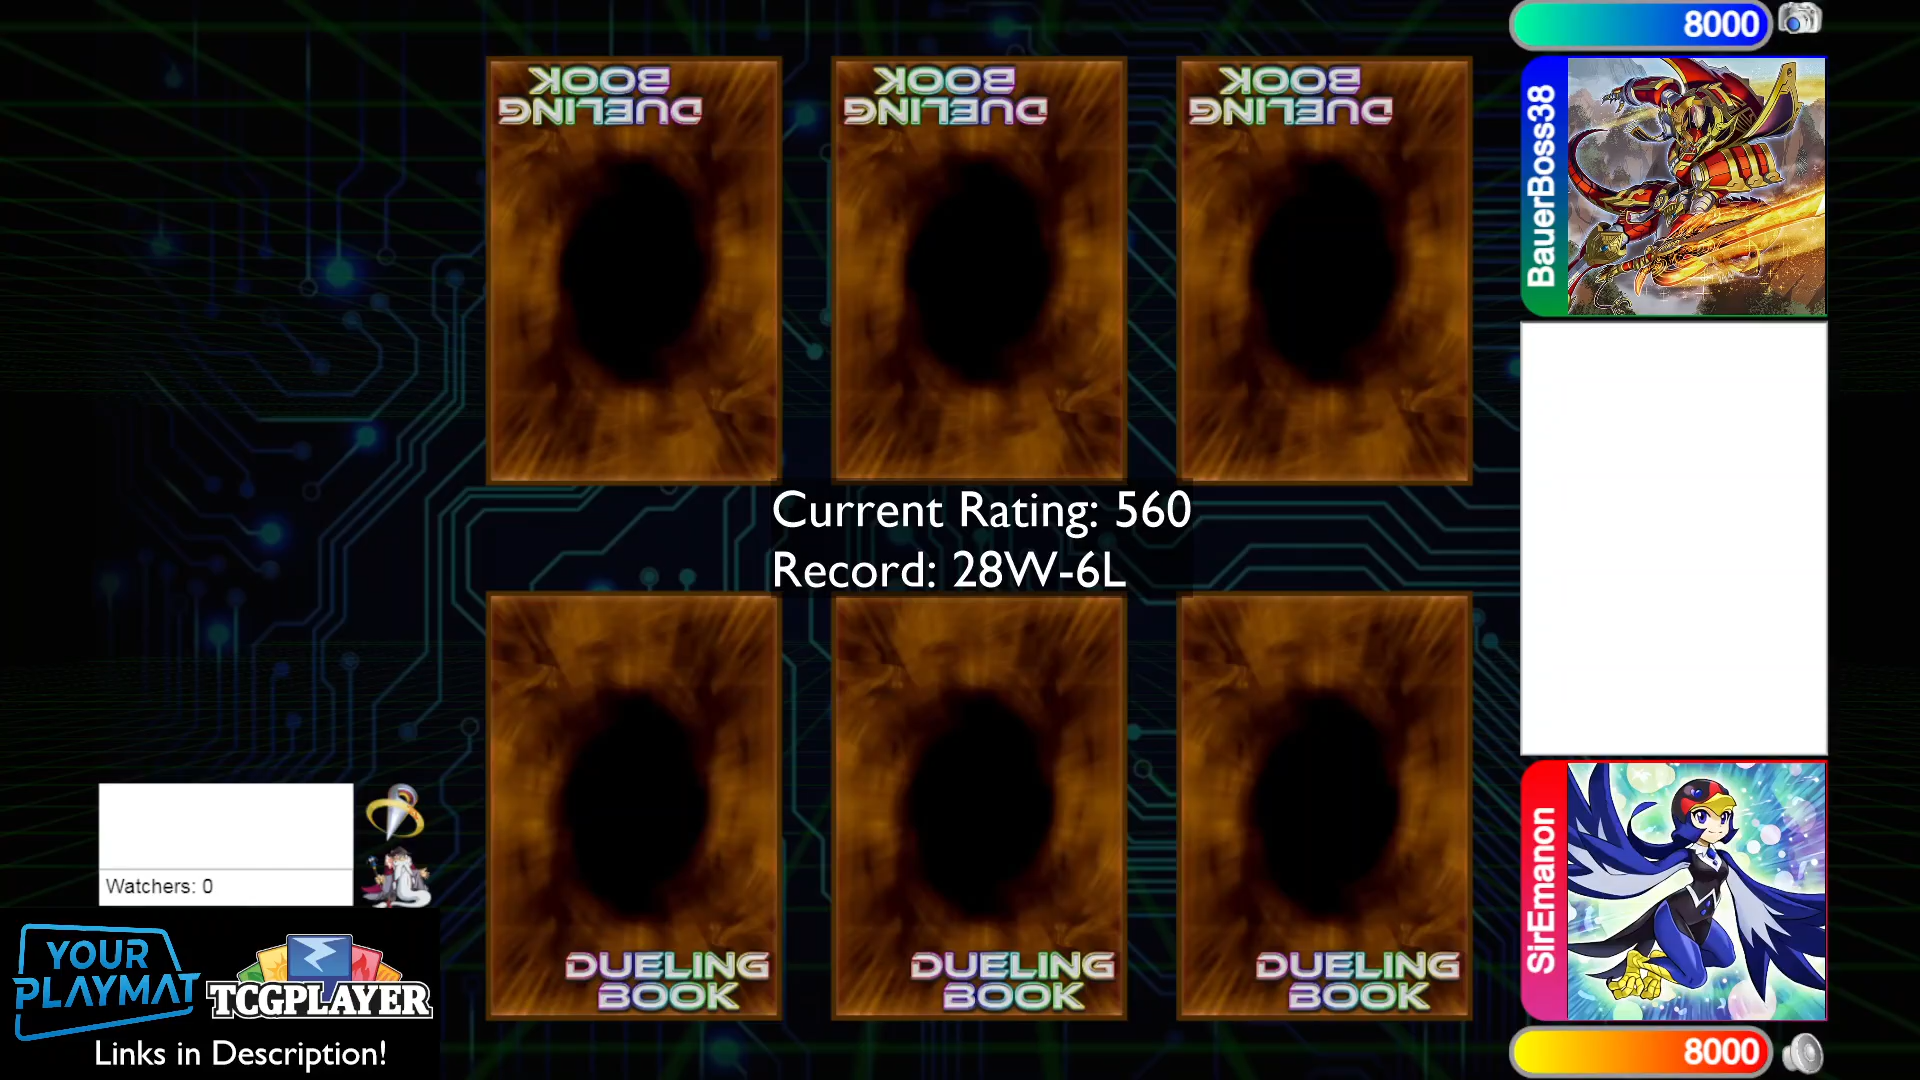 8000
DUELING
BOOK
DUELING
BOOK
DUELING
BOOK
BauerBoss38
Current Rating: 560
Record: 28W-6L
Watchers: 0
YOUR
PLAYMAT
TCGPLAYER
Links in Description!
DUELING
BOOK
DUELING
BOOK
DUELING
BOOK
SirEmanon
8000